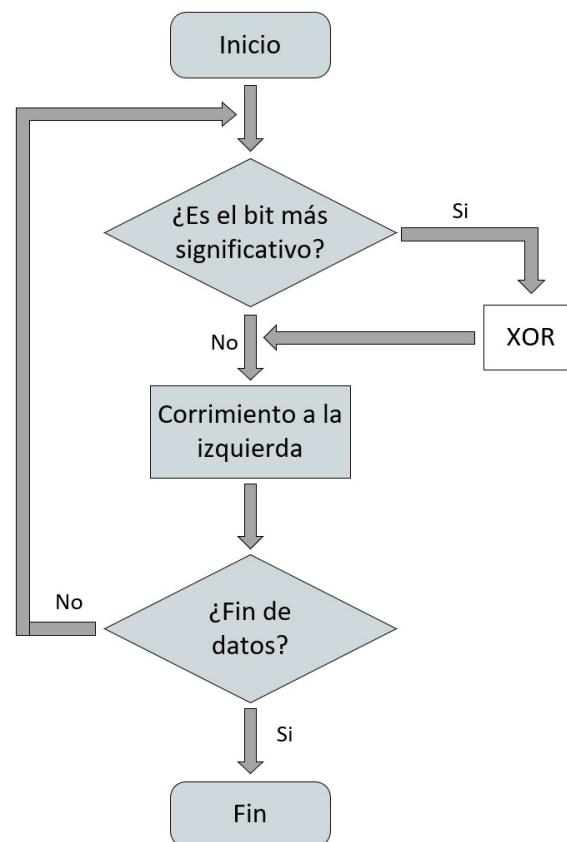 Inicio
¿Es el bit más
significativo?
Si
XOR
No
Corrimiento a la
izquierda
No
¿Fin de
datos?
Si
Fin